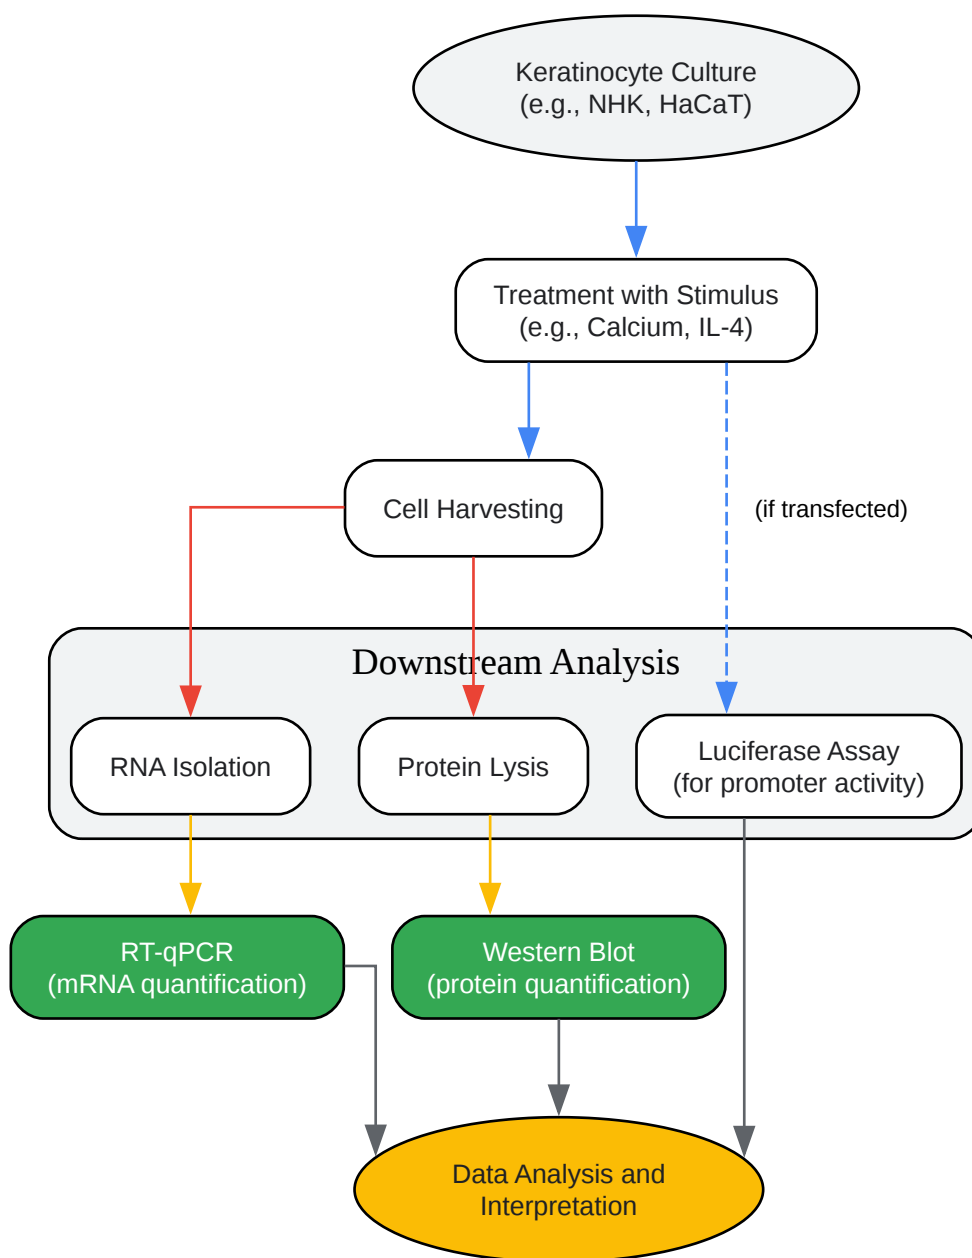 Keratinocyte Culture
(e.g., NHK, HaCaT)
Treatment with Stimulus
(e.g., Calcium, IL-4)
Cell Harvesting
(if transfected)
Downstream Analysis
RNA Isolation
Protein Lysis
Luciferase Assay
(for promoter activity)
RT-qPCR
(mRNA quantification)
Western Blot
(protein quantification)
Data Analysis and
Interpretation